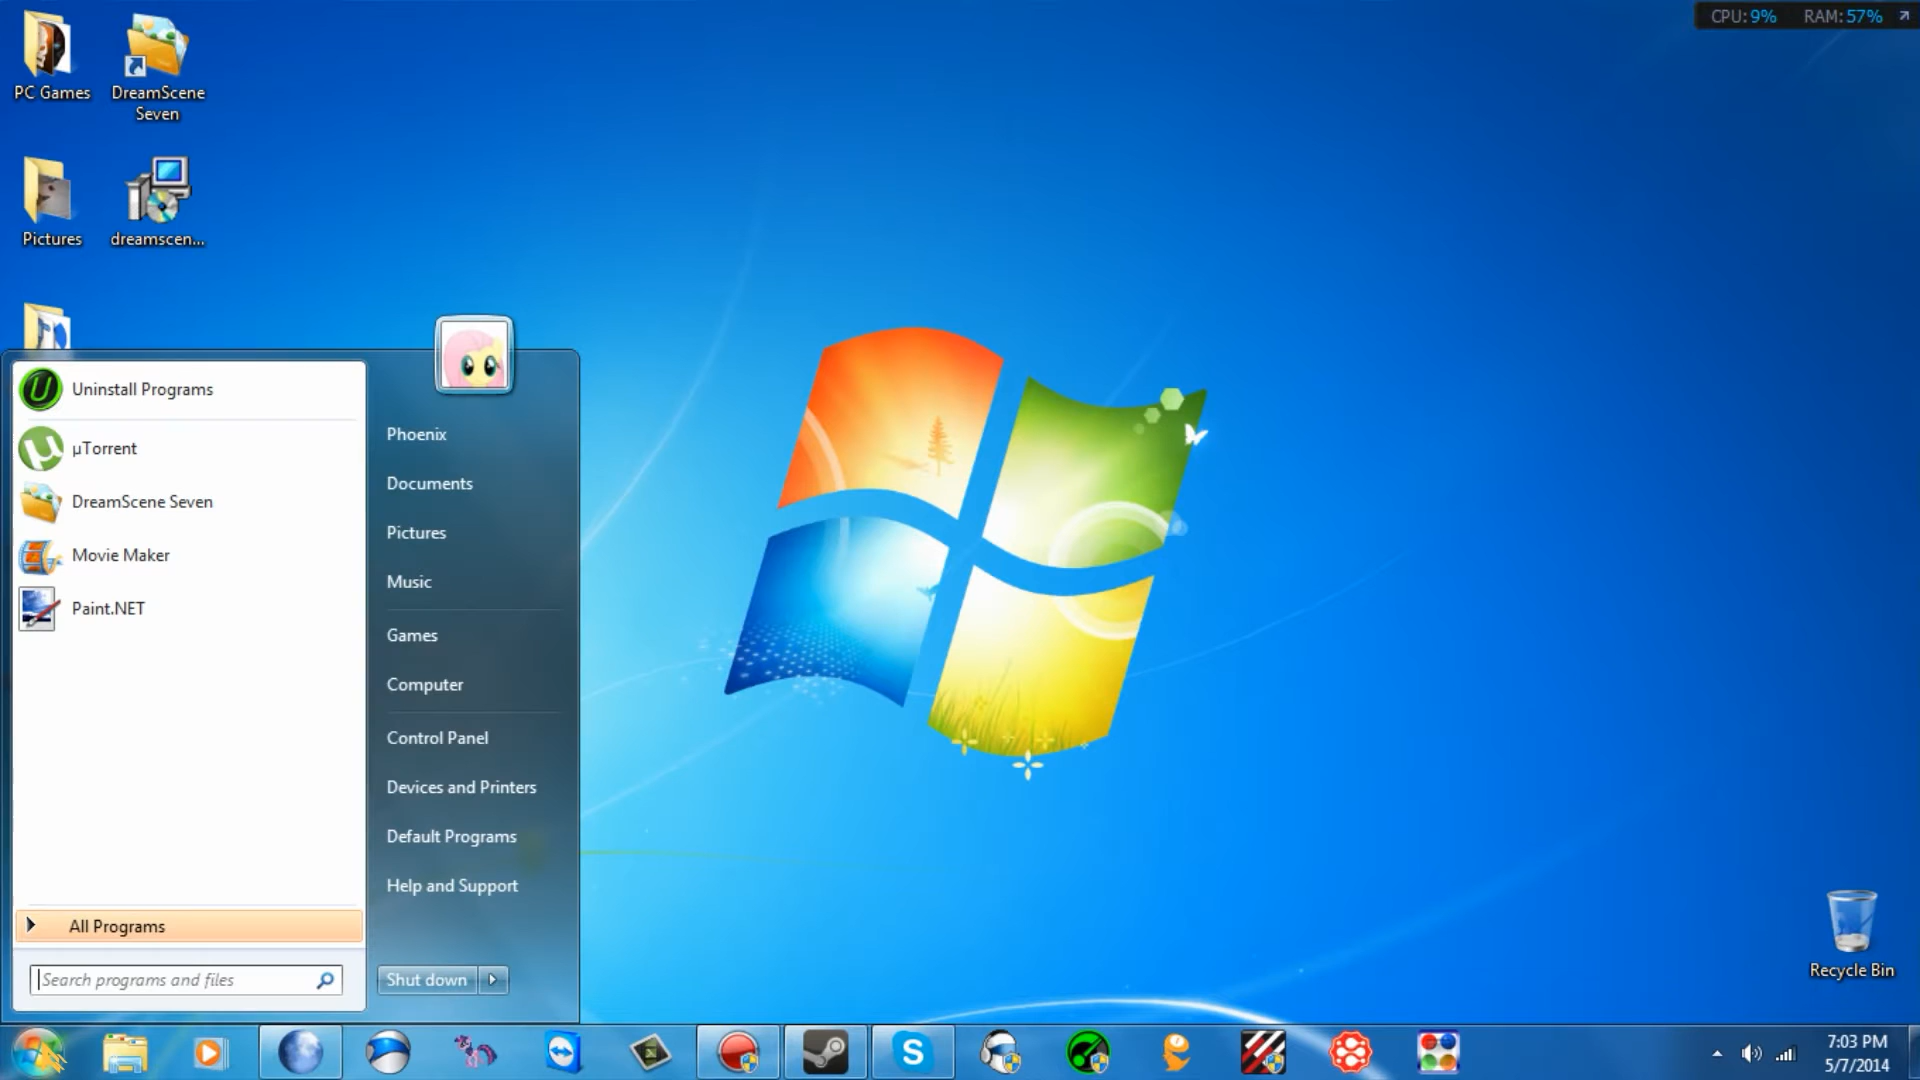 CPU: 9% RAM: 57%
PC Games
DreamScene
Seven
Pictures
dreamscen...
Uninstall Programs
µTorrent
DreamScene Seven
Movie Maker
Paint.NET
All Programs
Search programs and files
Phoenix
Documents
Pictures
Music
Games
Computer
Control Panel
Devices and Printers
Default Programs
Help and Support
Shut down
Recycle Bin
7:03 PM
5/7/2014